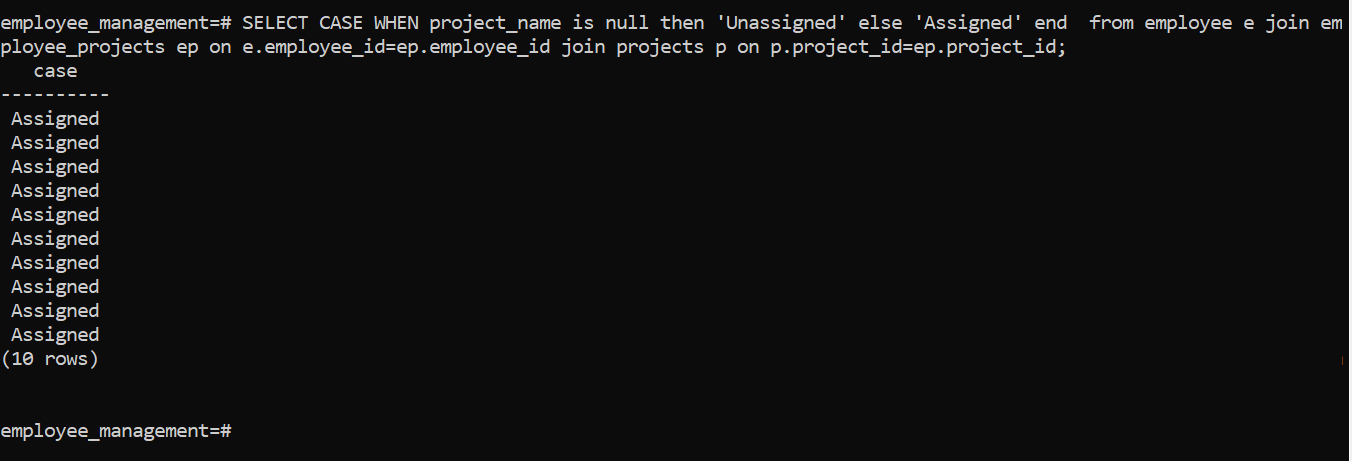 employee_management=# SELECT CASE WHEN project_name is null then 'Unassigned' else 'Assigned' end  from employee e join em
ployee_projects ep on e.employee_id=ep.employee_id join projects p on p.project_id=ep.project_id;
   case
----------
 Assigned
 Assigned
 Assigned
 Assigned
 Assigned
 Assigned
 Assigned
 Assigned
 Assigned
 Assigned
(10 rows)
employee_management=#